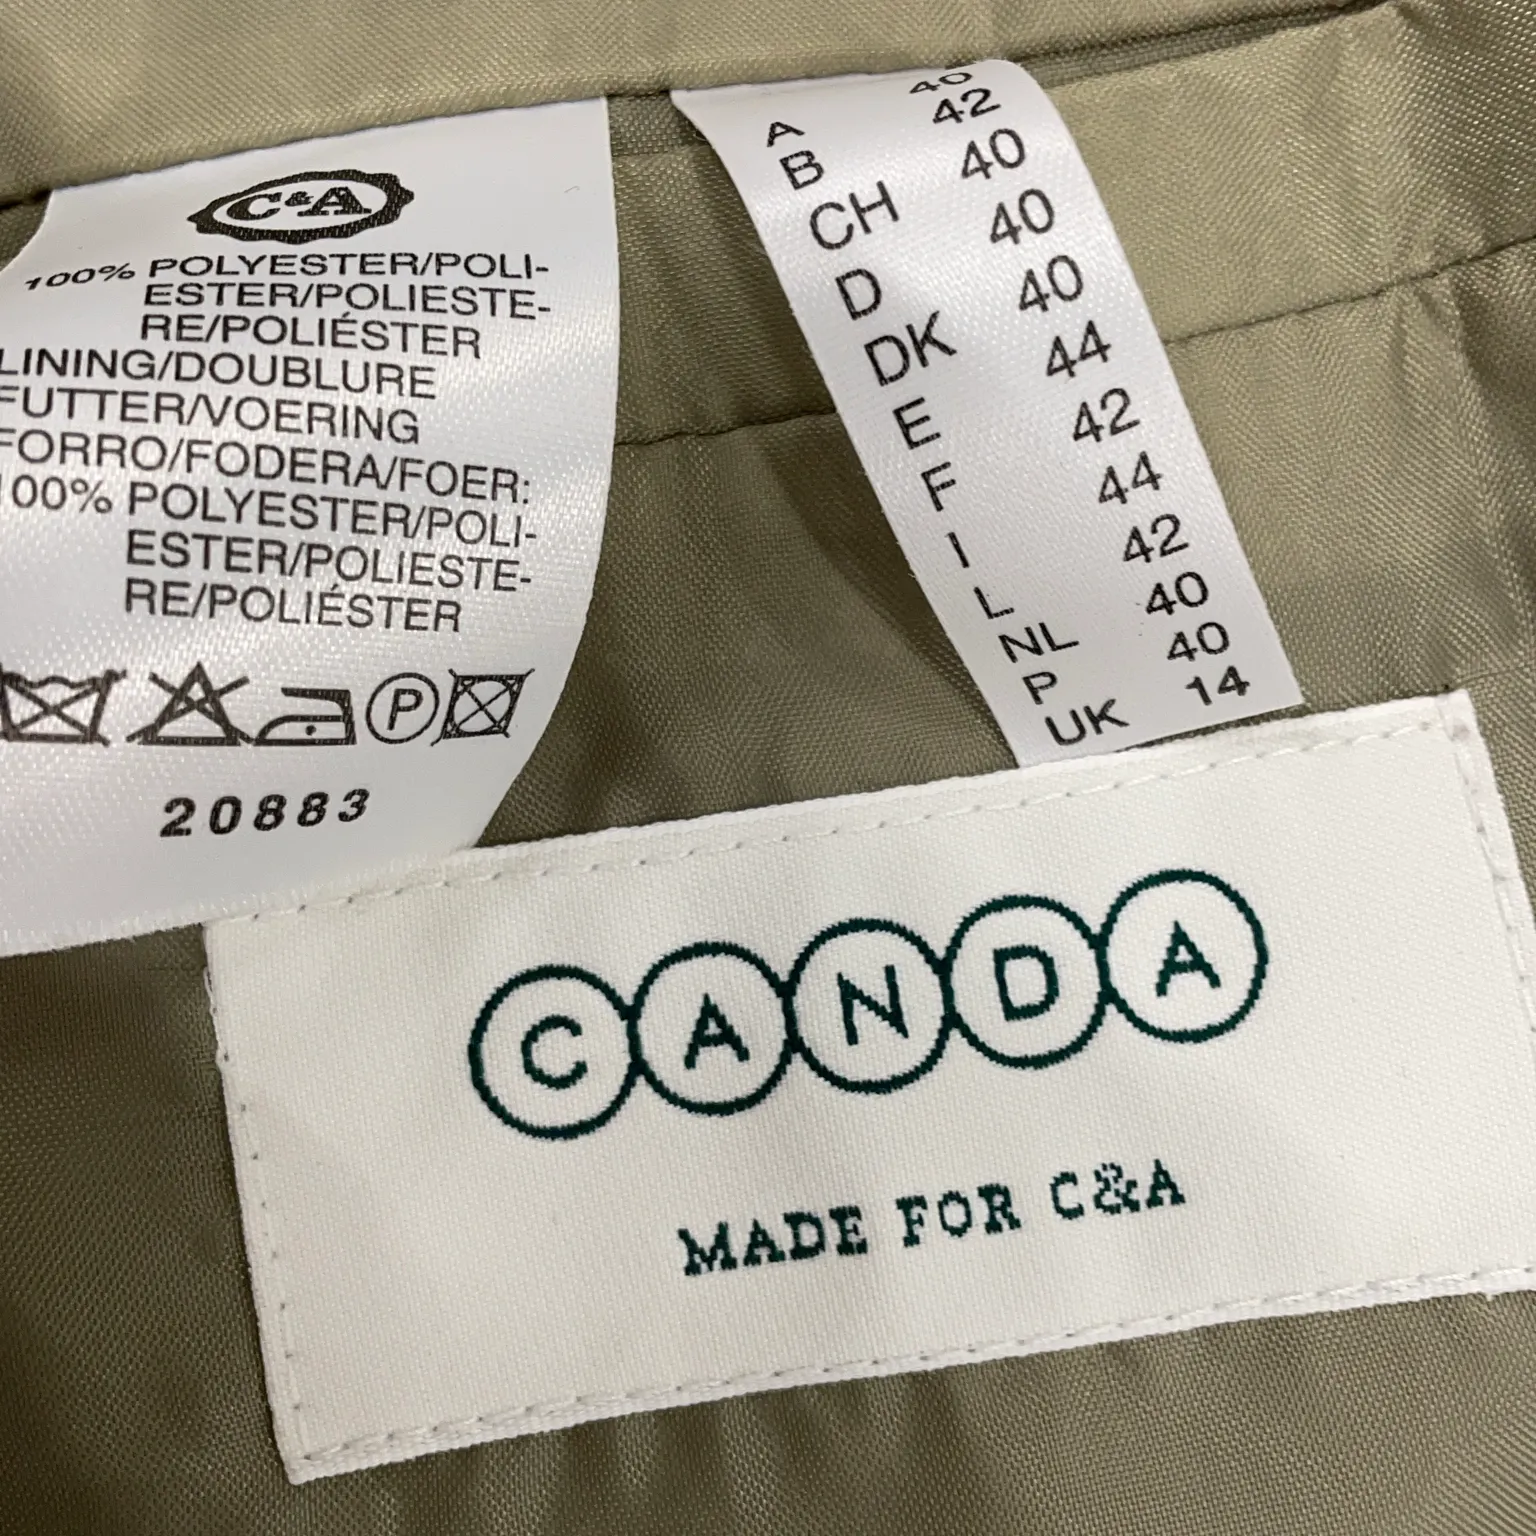 C&A
100% POLYESTER/POLI-
ESTER/POLIESTE-
RE/POLIÉSTER
LINING/DOUBLURE
FUTTER/VOERING
FORRO/FODERA/FOER:
100% POLYESTER/POLI-
ESTER/POLIESTE-
RE/POLIÉSTER
P
20883
A 40
B 42
CH 40
D 40
DK 40
E 44
F 42
I 44
L 42
NL 40
P 40
UK 14
CANDA
MADE FOR C&A